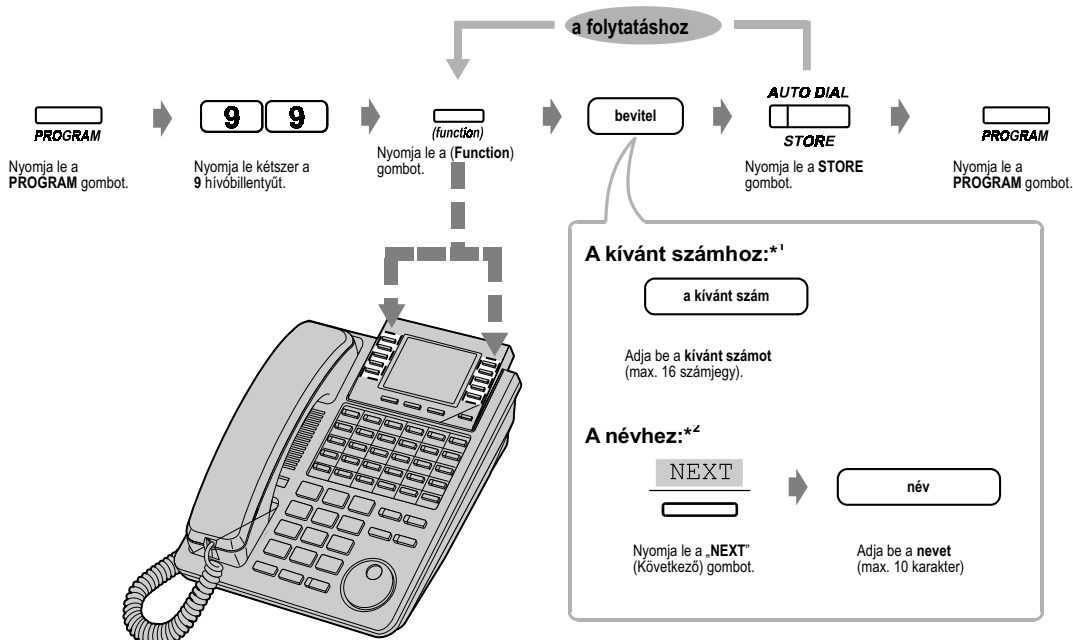 a folytatáshoz
PROGRAM
Nyomja le a
PROGRAM gombot.
9 9
Nyomja le kétszer a
9 hívóbillentyűt.
(function)
Nyomja le a (Function)
gombot.
bevitel
AUTO DIAL
STORE
Nyomja le a STORE
gombot.
PROGRAM
Nyomja le a
PROGRAM gombot.
A kívánt számhoz:*1
a kívánt szám
Adja be a kívánt számot
(max. 16 számjegy).
A névhez:*2
NEXT
Nyomja le a „NEXT”
(Következő) gombot.
név
Adja be a nevet
(max. 10 karakter)